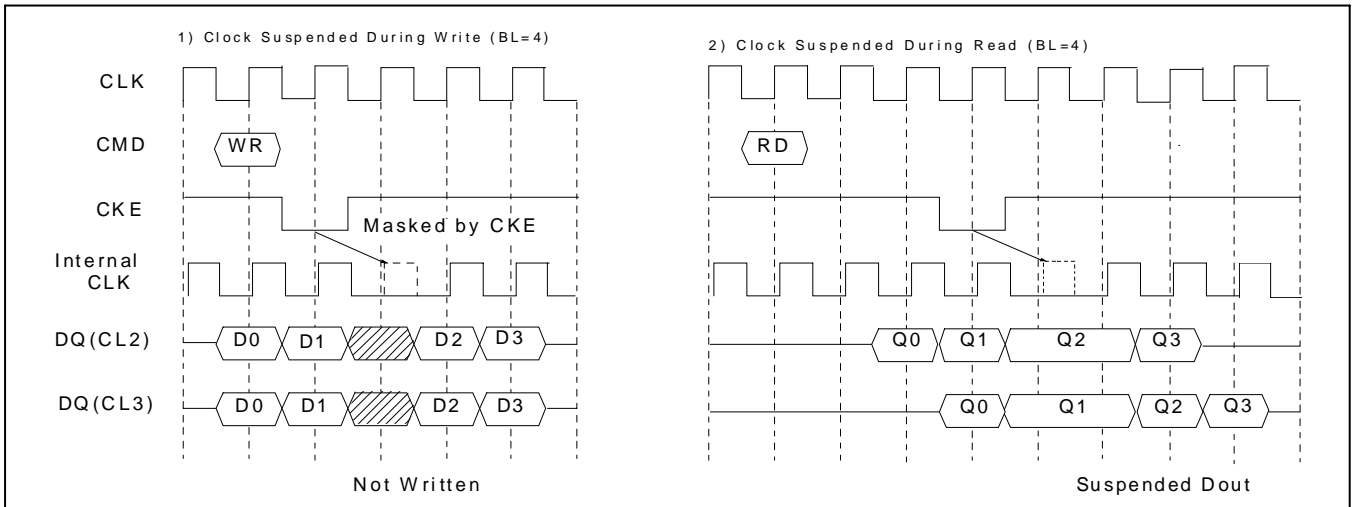 1) Clock Suspended During Write (BL=4)
2) Clock Suspended During Read (BL=4)
CLK
CMD
WR
RD
CKE
Masked by CKE
Internal
CLK
DQ(CL2)
D0 D1 D2 D3
Q0 Q1 Q2 Q3
DQ(CL3)
D0 D1 D2 D3
Q0 Q1 Q2 Q3
Not Written
Suspended Dout